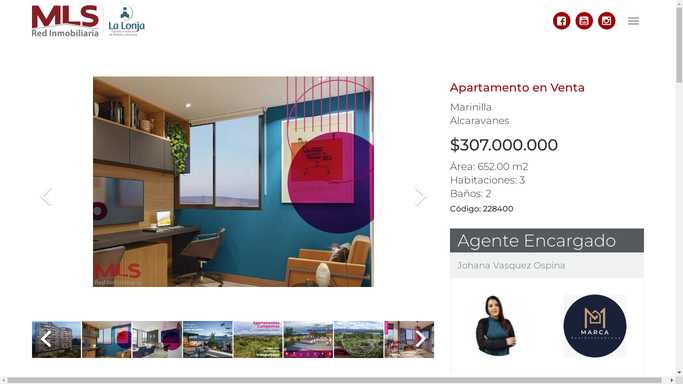 MLS
Red Inmobiliaria
La Lonja
Apartamento en Venta
Marinilla
Alcaravanes
$307.000.000
Área: 652.00 m2
Habitaciones: 3
Baños: 2
Código: 228400
Agente Encargado
Johana Vasquez Ospina
MLS
Red Inmobiliaria
MARCA
Apartamentos